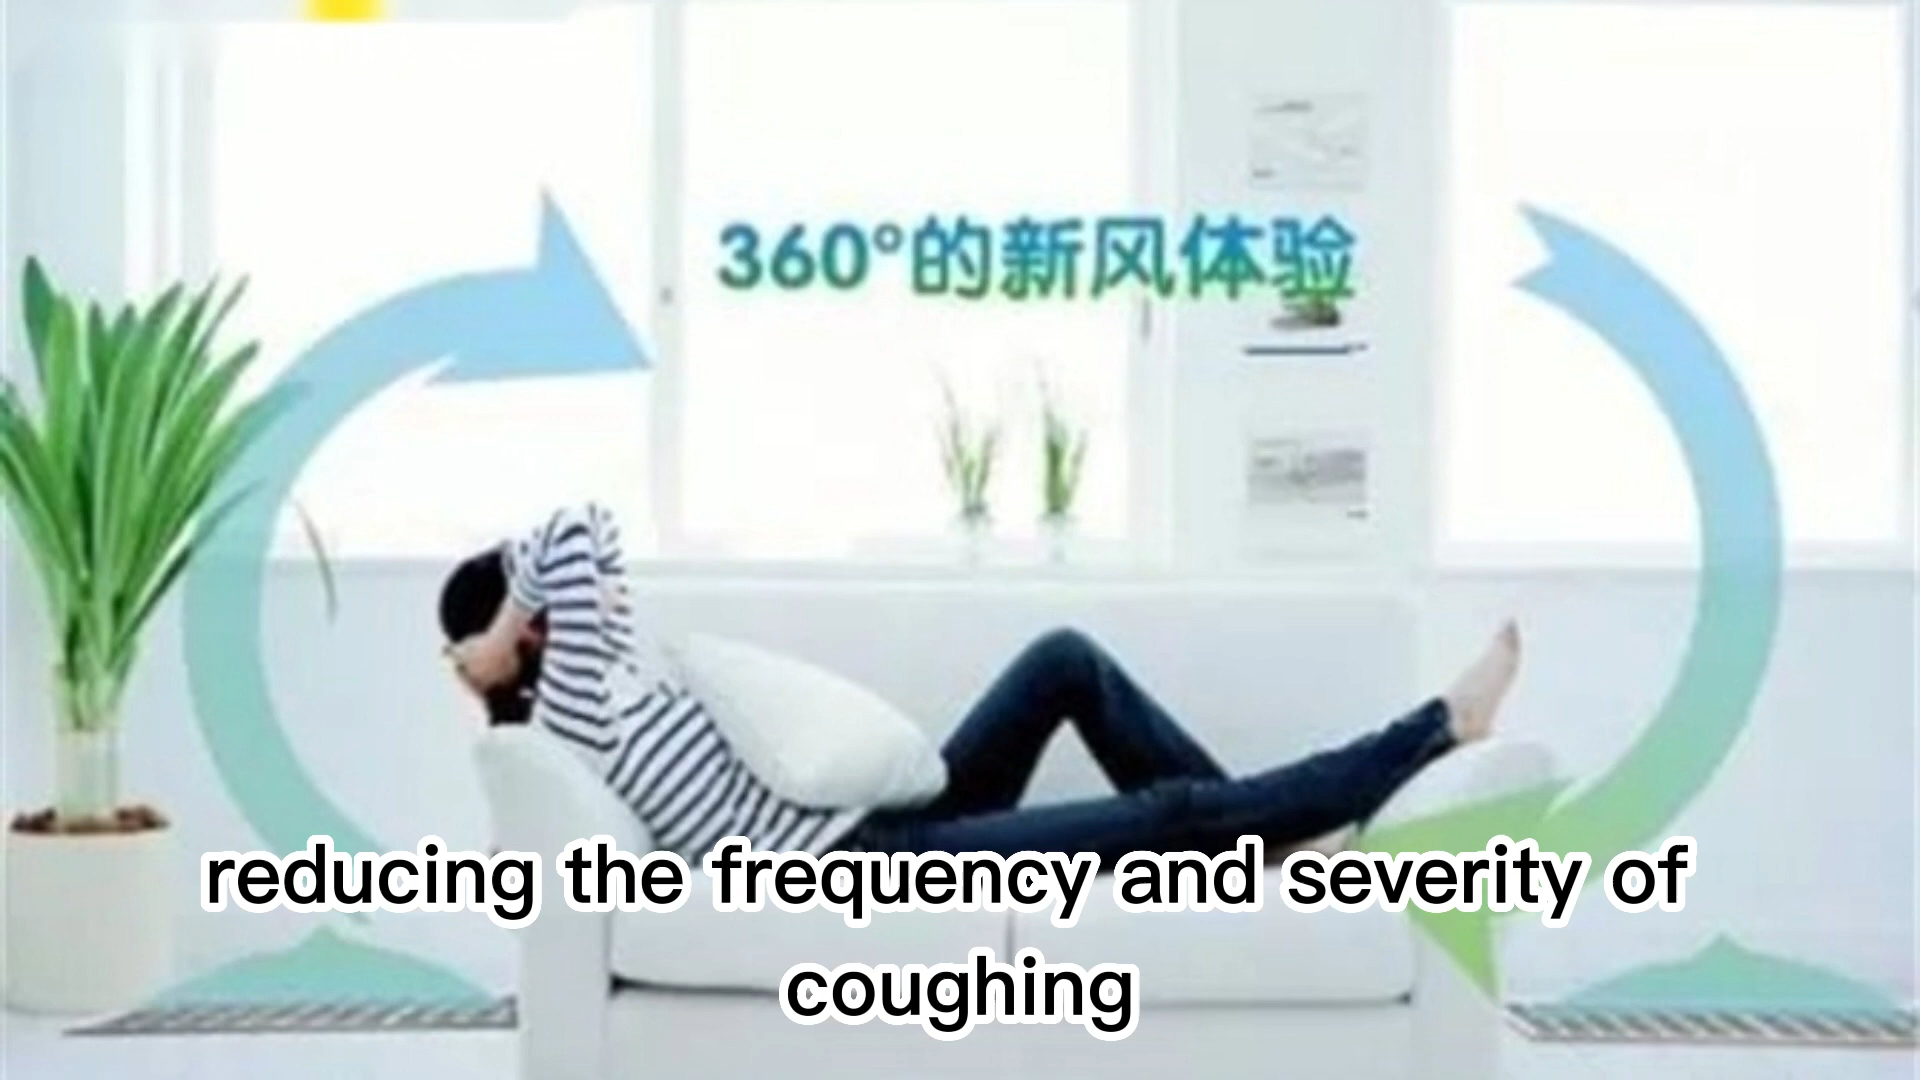 360°的新风体验
reducing the frequency and severity of
coughing